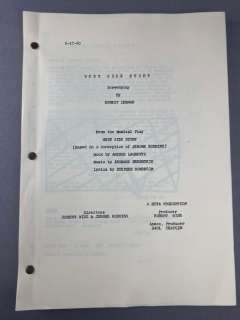 WEST SIDE STORY
Screenplay
by
ERNEST LEHMAN
From the Musical Play
WEST SIDE STORY
(based on a conception of JEROME ROBBINS)
Book by ARTHUR LAURENTS
Music by LEONARD BERNSTEIN
Lyrics by STEPHEN SONDHEIM
A BETA PRODUCTION
Directors
ROBERT WISE & JEROME ROBBINS
Producer
ROBERT WISE
Assoc. Producer
SAUL CHAPLIN